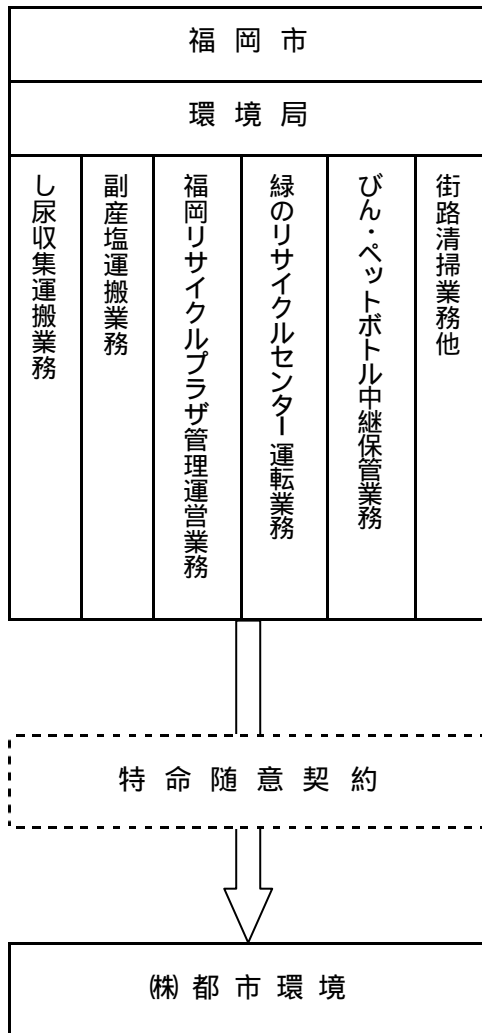 福岡市
環境局
し尿収集運搬業務
副産塩運搬業務
福岡リサイクルプラザ管理運営業務
緑のリサイクルセンター運転業務
びん・ペットボトル中継保管業務
街路清掃業務他
特命随意契約
㈱都市環境